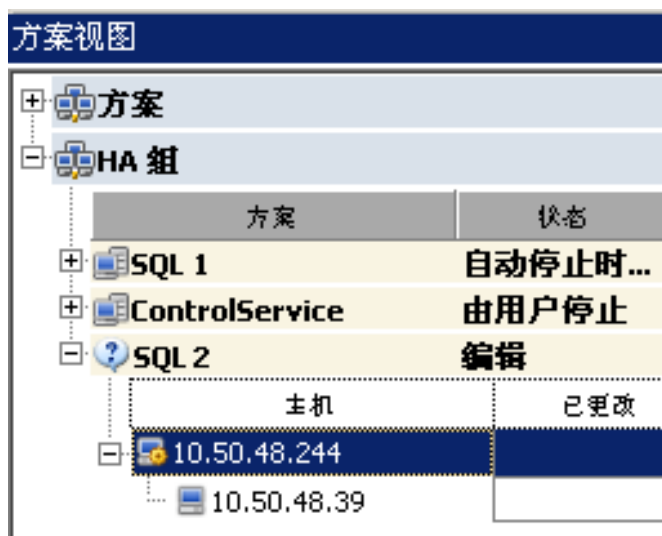 方案视图
方案
HA 组
方案 状态
SQL 1 自动停止时...
ControlService 由用户停止
SQL 2 编辑
主机 已更改
10.50.48.244
10.50.48.39